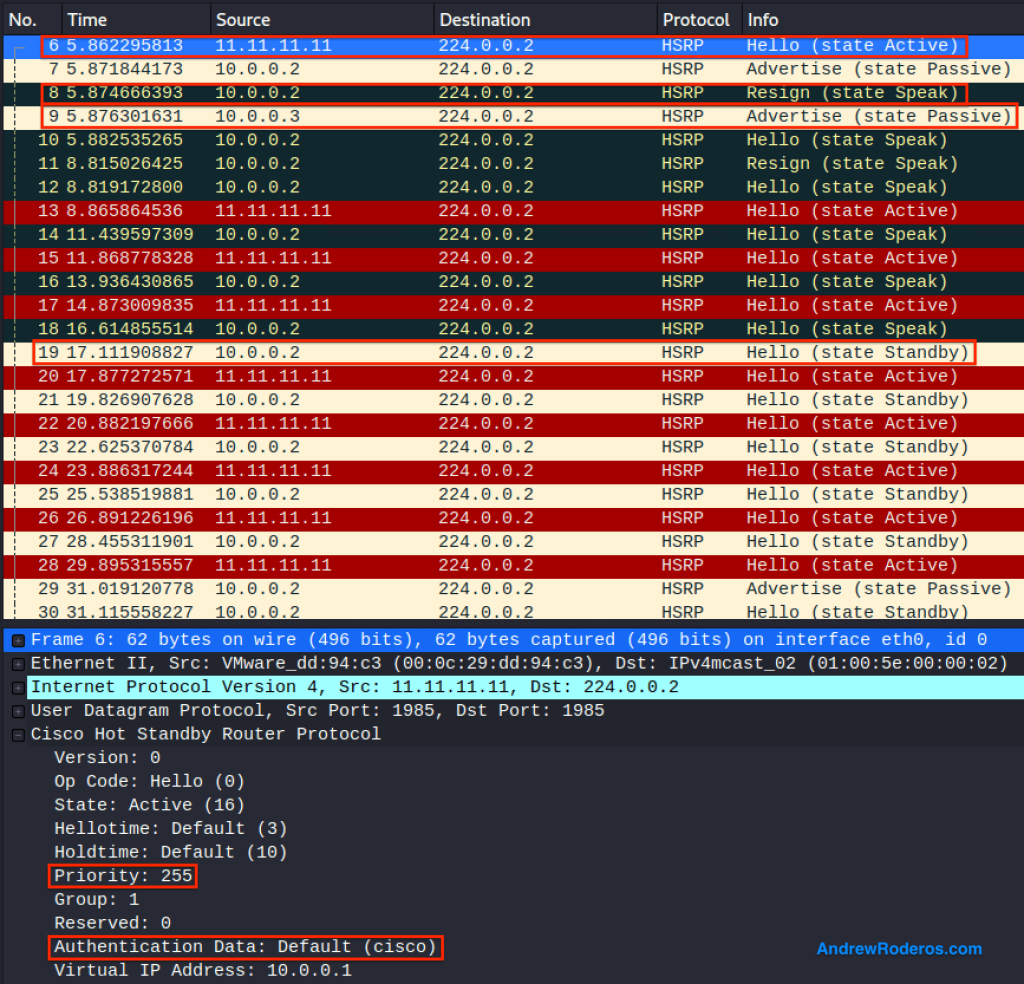 No. Time Source Destination Protocol Info
6 5.862295813 11.11.11.11 224.0.0.2 HSRP Hello (state Active)
7 5.871844173 10.0.0.2 224.0.0.2 HSRP Advertise (state Passive)
8 5.874666393 10.0.0.2 224.0.0.2 HSRP Resign (state Speak)
9 5.876301631 10.0.0.3 224.0.0.2 HSRP Advertise (state Passive)
10 5.882535265 10.0.0.2 224.0.0.2 HSRP Hello (state Speak)
11 8.815026425 10.0.0.2 224.0.0.2 HSRP Resign (state Speak)
12 8.819172800 10.0.0.2 224.0.0.2 HSRP Hello (state Speak)
13 8.865864536 11.11.11.11 224.0.0.2 HSRP Hello (state Active)
14 11.439597309 10.0.0.2 224.0.0.2 HSRP Hello (state Speak)
15 11.868778328 11.11.11.11 224.0.0.2 HSRP Hello (state Active)
16 13.936430865 10.0.0.2 224.0.0.2 HSRP Hello (state Speak)
17 14.873009835 11.11.11.11 224.0.0.2 HSRP Hello (state Active)
18 16.614855514 10.0.0.2 224.0.0.2 HSRP Hello (state Speak)
19 17.111908827 10.0.0.2 224.0.0.2 HSRP Hello (state Standby)
20 17.877272571 11.11.11.11 224.0.0.2 HSRP Hello (state Active)
21 19.826907628 10.0.0.2 224.0.0.2 HSRP Hello (state Standby)
22 20.882197666 11.11.11.11 224.0.0.2 HSRP Hello (state Active)
23 22.625370784 10.0.0.2 224.0.0.2 HSRP Hello (state Standby)
24 23.886317244 11.11.11.11 224.0.0.2 HSRP Hello (state Active)
25 25.538519881 10.0.0.2 224.0.0.2 HSRP Hello (state Standby)
26 26.891226196 11.11.11.11 224.0.0.2 HSRP Hello (state Active)
27 28.455311901 10.0.0.2 224.0.0.2 HSRP Hello (state Standby)
28 29.895315557 11.11.11.11 224.0.0.2 HSRP Hello (state Active)
29 31.019120778 10.0.0.2 224.0.0.2 HSRP Advertise (state Passive)
30 31.115558227 10.0.0.2 224.0.0.2 HSRP Hello (state Standby)
Frame 6: 62 bytes on wire (496 bits), 62 bytes captured (496 bits) on interface eth0, id 0
Ethernet II, Src: VMware_dd:94:c3 (00:0c:29:dd:94:c3), Dst: IPv4mcast_02 (01:00:5e:00:00:02)
Internet Protocol Version 4, Src: 11.11.11.11, Dst: 224.0.0.2
User Datagram Protocol, Src Port: 1985, Dst Port: 1985
Cisco Hot Standby Router Protocol
Version: 0
Op Code: Hello (0)
State: Active (16)
Hellotime: Default (3)
Holdtime: Default (10)
Priority: 255
Group: 1
Reserved: 0
Authentication Data: Default (cisco)
Virtual IP Address: 10.0.0.1
AndrewRoderos.com